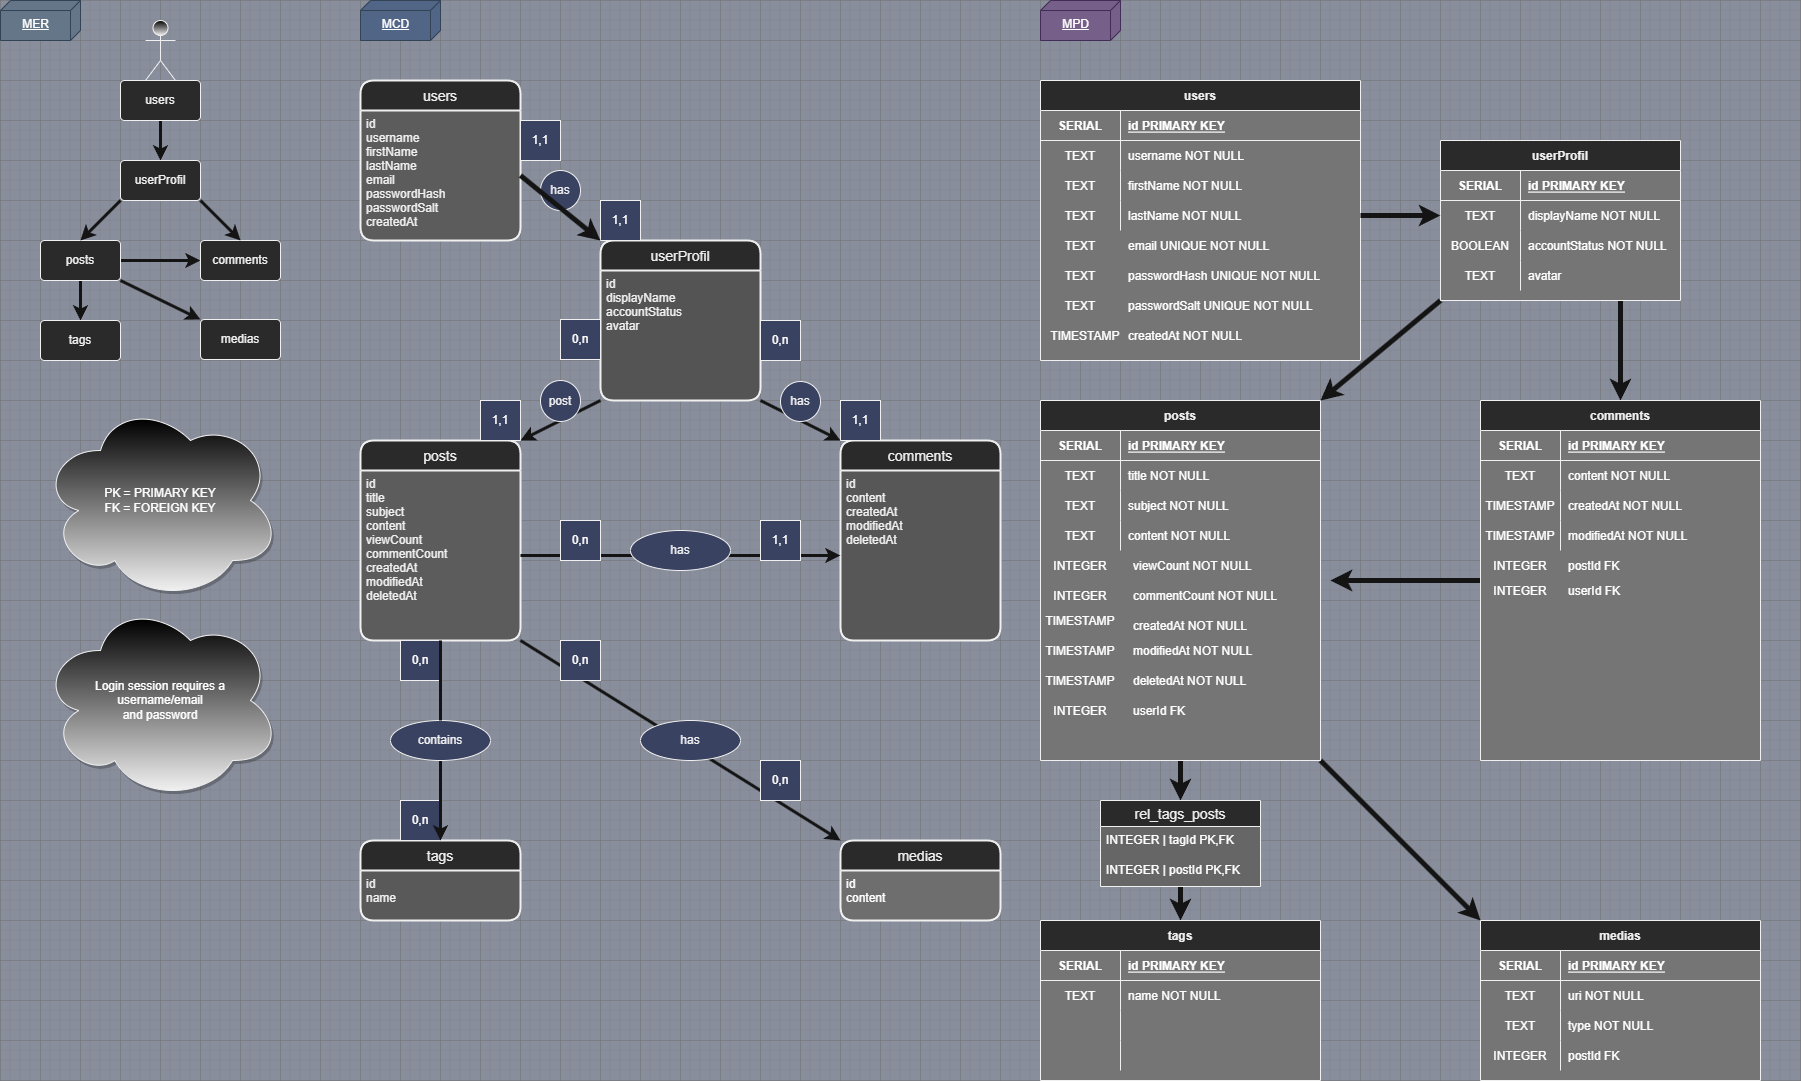 MER
users
userProfil
posts
comments
tags
medias
PK = PRIMARY KEY
FK = FOREIGN KEY
Login session requires a
username/email
and password
MCD
users
id
username
firstName
lastName
email
passwordHash
passwordSalt
createdAt
1,1
has
1,1
userProfil
id
displayName
accountStatus
avatar
0,n
0,n
post
has
1,1
1,1
posts
id
title
subject
content
viewCount
commentCount
createdAt
modifiedAt
deletedAt
comments
id
content
createdAt
modifiedAt
deletedAt
0,n
has
1,1
0,n
0,n
contains
has
0,n
0,n
tags
id
name
medias
id
content
MPD
users
SERIAL id PRIMARY KEY
TEXT username NOT NULL
TEXT firstName NOT NULL
TEXT lastName NOT NULL
TEXT email UNIQUE NOT NULL
TEXT passwordHash UNIQUE NOT NULL
TEXT passwordSalt UNIQUE NOT NULL
TIMESTAMP createdAt NOT NULL
userProfil
SERIAL id PRIMARY KEY
TEXT displayName NOT NULL
BOOLEAN accountStatus NOT NULL
TEXT avatar
posts
SERIAL id PRIMARY KEY
TEXT title NOT NULL
TEXT subject NOT NULL
TEXT content NOT NULL
INTEGER viewCount NOT NULL
INTEGER commentCount NOT NULL
TIMESTAMP createdAt NOT NULL
TIMESTAMP modifiedAt NOT NULL
TIMESTAMP deletedAt NOT NULL
INTEGER userId FK
comments
SERIAL id PRIMARY KEY
TEXT content NOT NULL
TIMESTAMP createdAt NOT NULL
TIMESTAMP modifiedAt NOT NULL
INTEGER postId FK
INTEGER userId FK
rel_tags_posts
INTEGER | tagId PK,FK
INTEGER | postId PK,FK
tags
SERIAL id PRIMARY KEY
TEXT name NOT NULL
medias
SERIAL id PRIMARY KEY
TEXT uri NOT NULL
TEXT type NOT NULL
INTEGER postId FK